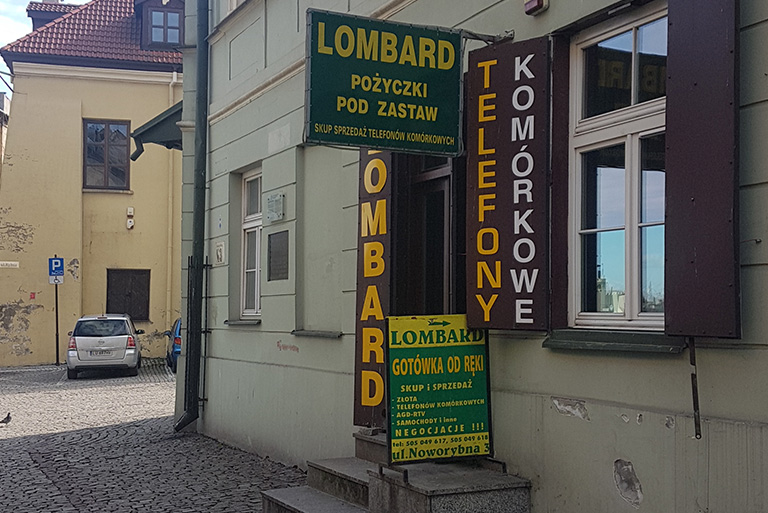 LOMBARD
POŻYCZKI
POD ZASTAW
SKUP SPRZEDAŻ TELEFONÓW KOMÓRKOWYCH
TELEFONY
KOMÓRKOWE
LOMBARD
LOMBARD
GOTÓWKA OD RĘKI
SKUP i SPRZEDAŻ
- ZŁOTA
- TELEFONÓW KOMÓRKOWYCH
- AGD-RTV
- SAMOCHODY i inne
NEGOCJACJE !!!
tel: 505 049 617, 505 049 618
ul.Noworybna 3
P